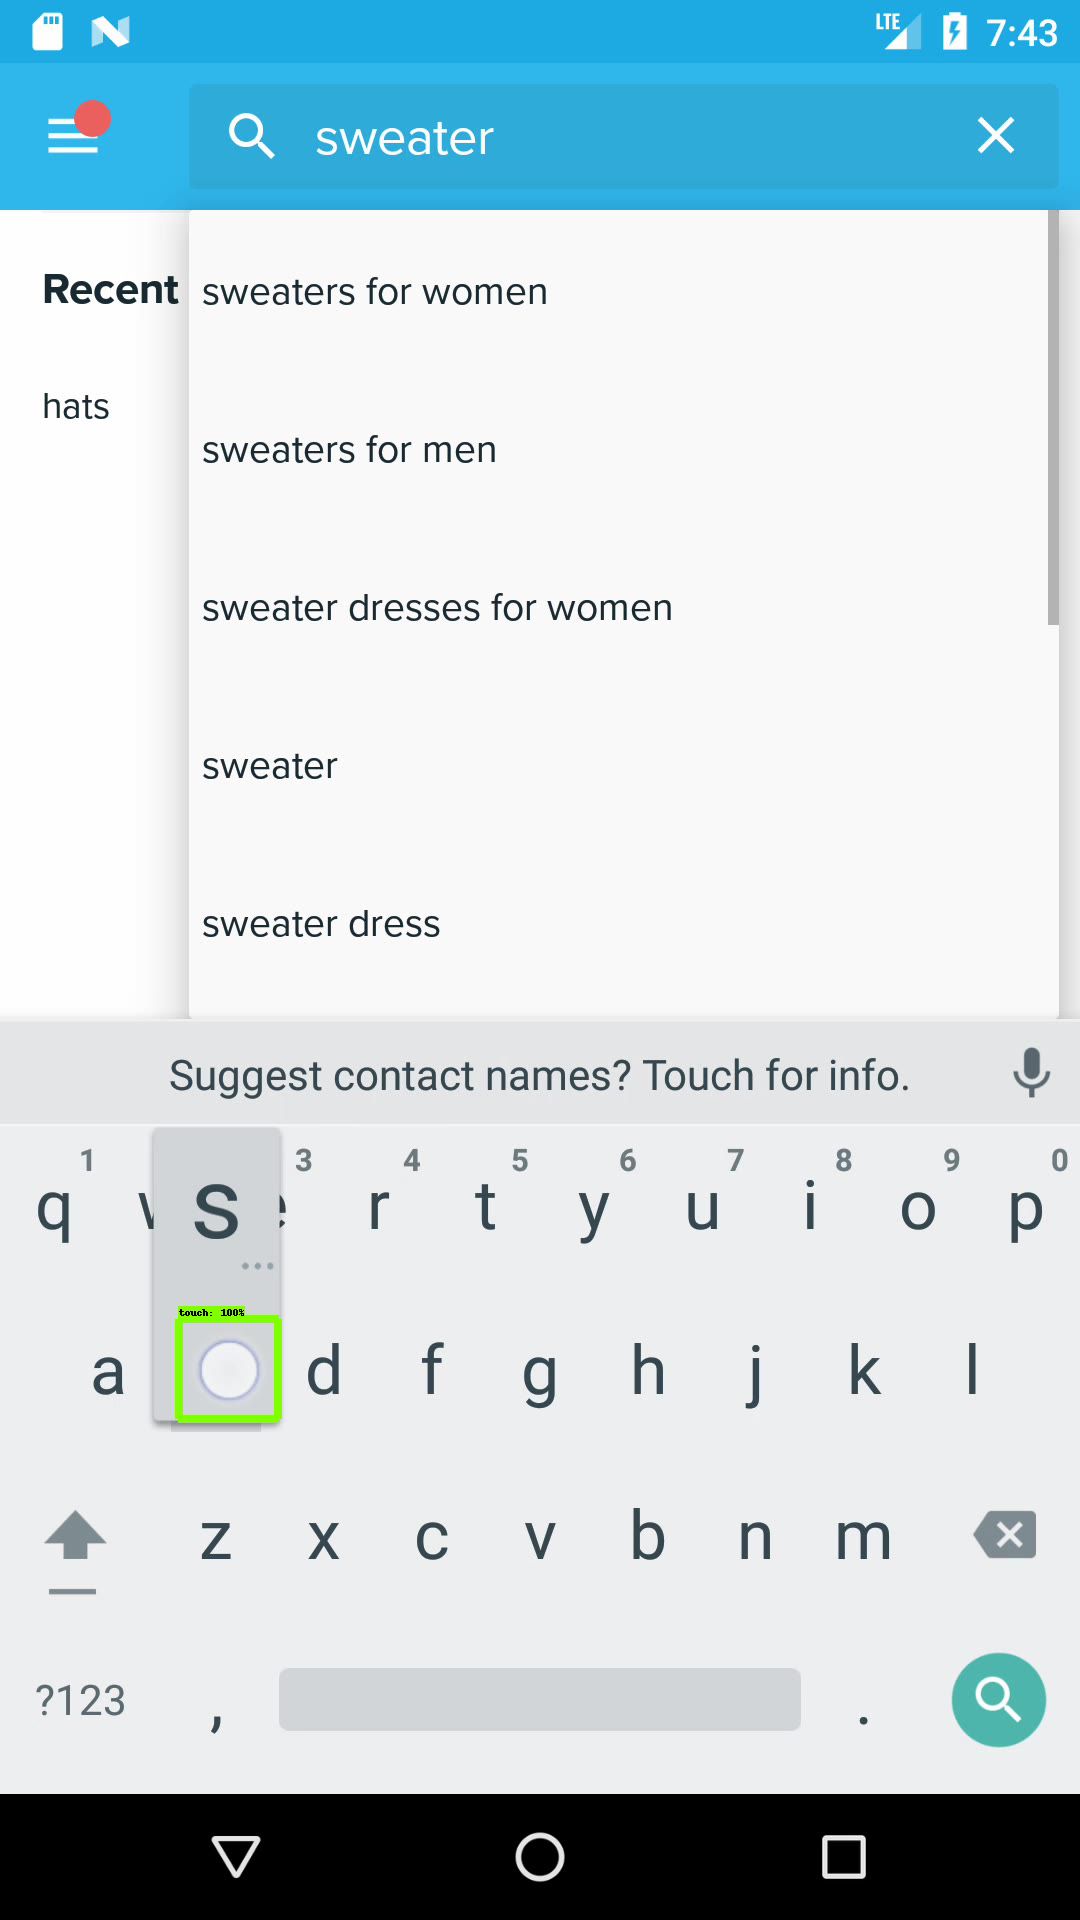 LTE 7:43
sweater
Recent
hats
sweaters for women
sweaters for men
sweater dresses for women
sweater
sweater dress
Suggest contact names? Touch for info.
1 3 4 5 6 7 8 9 0
q w s e r t y u i o p
touch: 100%
a d f g h j k l
z x c v b n m
?123 , .